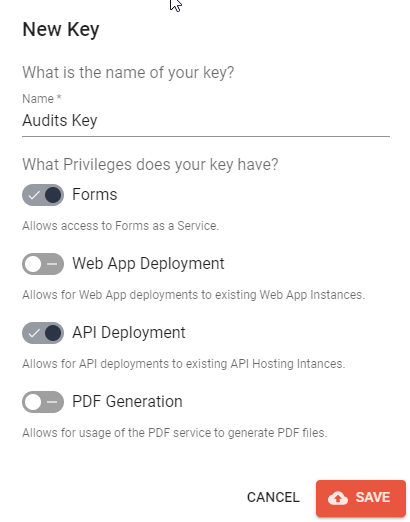 New Key
What is the name of your key?
Name *
Audits Key
What Privileges does your key have?
Forms
Allows access to Forms as a Service.
Web App Deployment
Allows for Web App deployments to existing Web App Instances.
API Deployment
Allows for API deployments to existing API Hosting Intances.
PDF Generation
Allows for usage of the PDF service to generate PDF files.
CANCEL SAVE